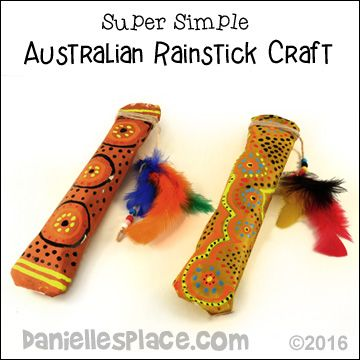 Super Simple
Australian Rainstick Craft
DaniellesPlace.com ©2016